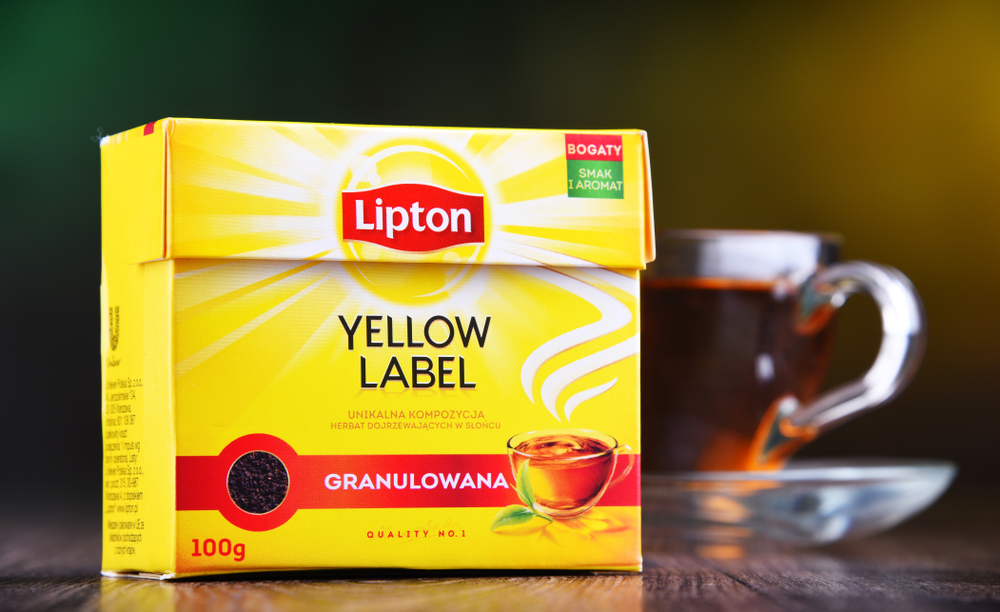 BOGATY
SMAK
I AROMAT
Lipton
YELLOW
LABEL
UNIKALNA KOMPOZYCJA
HERBAT DOJRZEWAJĄCYCH W SŁOŃCU
GRANULOWANA
QUALITY NO.1
100g